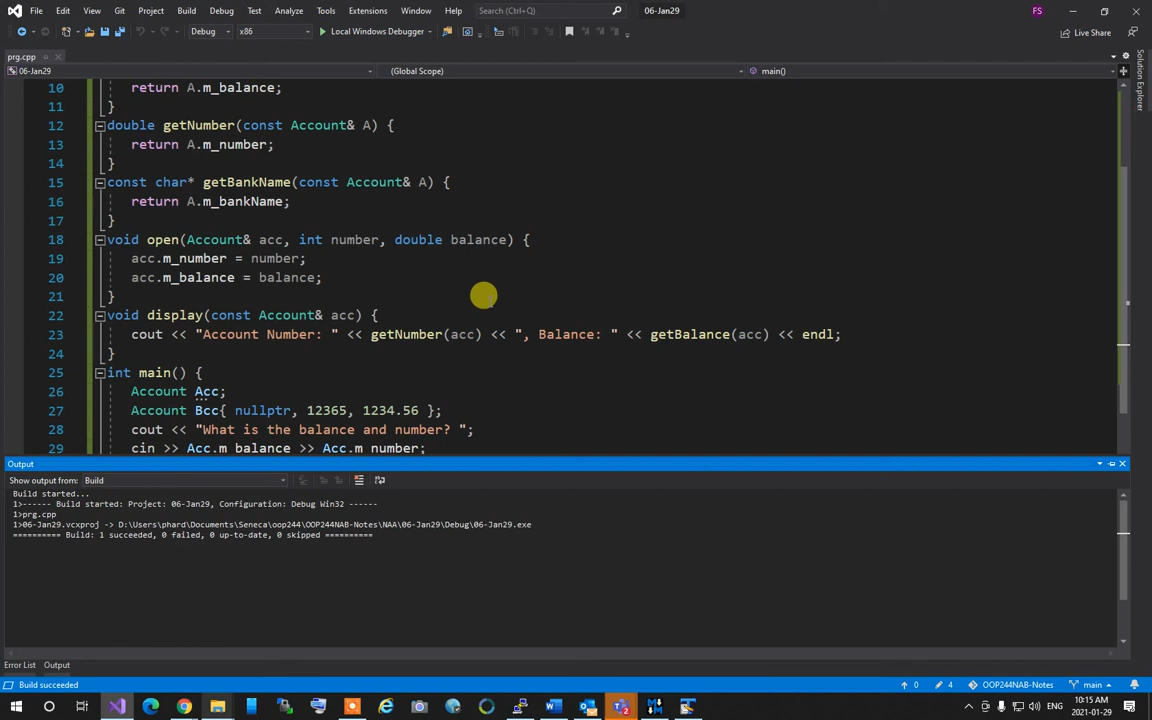 File Edit View Git Project Build Debug Test Analyze Tools Extensions Window Help Search (Ctrl+Q) 06-Jan29 FS
Debug x86 Local Windows Debugger Live Share
prg.cpp
06-Jan29 (Global Scope) main()
Solution Explorer
10 return A.m_balance;
11 }
12 double getNumber(const Account& A) {
13 return A.m_number;
14 }
15 const char* getBankName(const Account& A) {
16 return A.m_bankName;
17 }
18 void open(Account& acc, int number, double balance) {
19 acc.m_number = number;
20 acc.m_balance = balance;
21 }
22 void display(const Account& acc) {
23 cout << "Account Number: " << getNumber(acc) << ", Balance: " << getBalance(acc) << endl;
24 }
25 int main() {
26 Account Acc;
27 Account Bcc{ nullptr, 12365, 1234.56 };
28 cout << "What is the balance and number? ";
29 cin >> Acc.m_balance >> Acc.m_number;
Output
Show output from: Build
Build started...
1>------ Build started: Project: 06-Jan29, Configuration: Debug Win32 ------
1>prg.cpp
1>06-Jan29.vcxproj -> D:\Users\phard\Documents\Seneca\oop244\OOP244NAB-Notes\NAA\06-Jan29\Debug\06-Jan29.exe
========== Build: 1 succeeded, 0 failed, 0 up-to-date, 0 skipped ==========
Error List Output
Build succeeded 0 4 OOP244NAB-Notes main
ENG 10:15 AM
2021-01-29